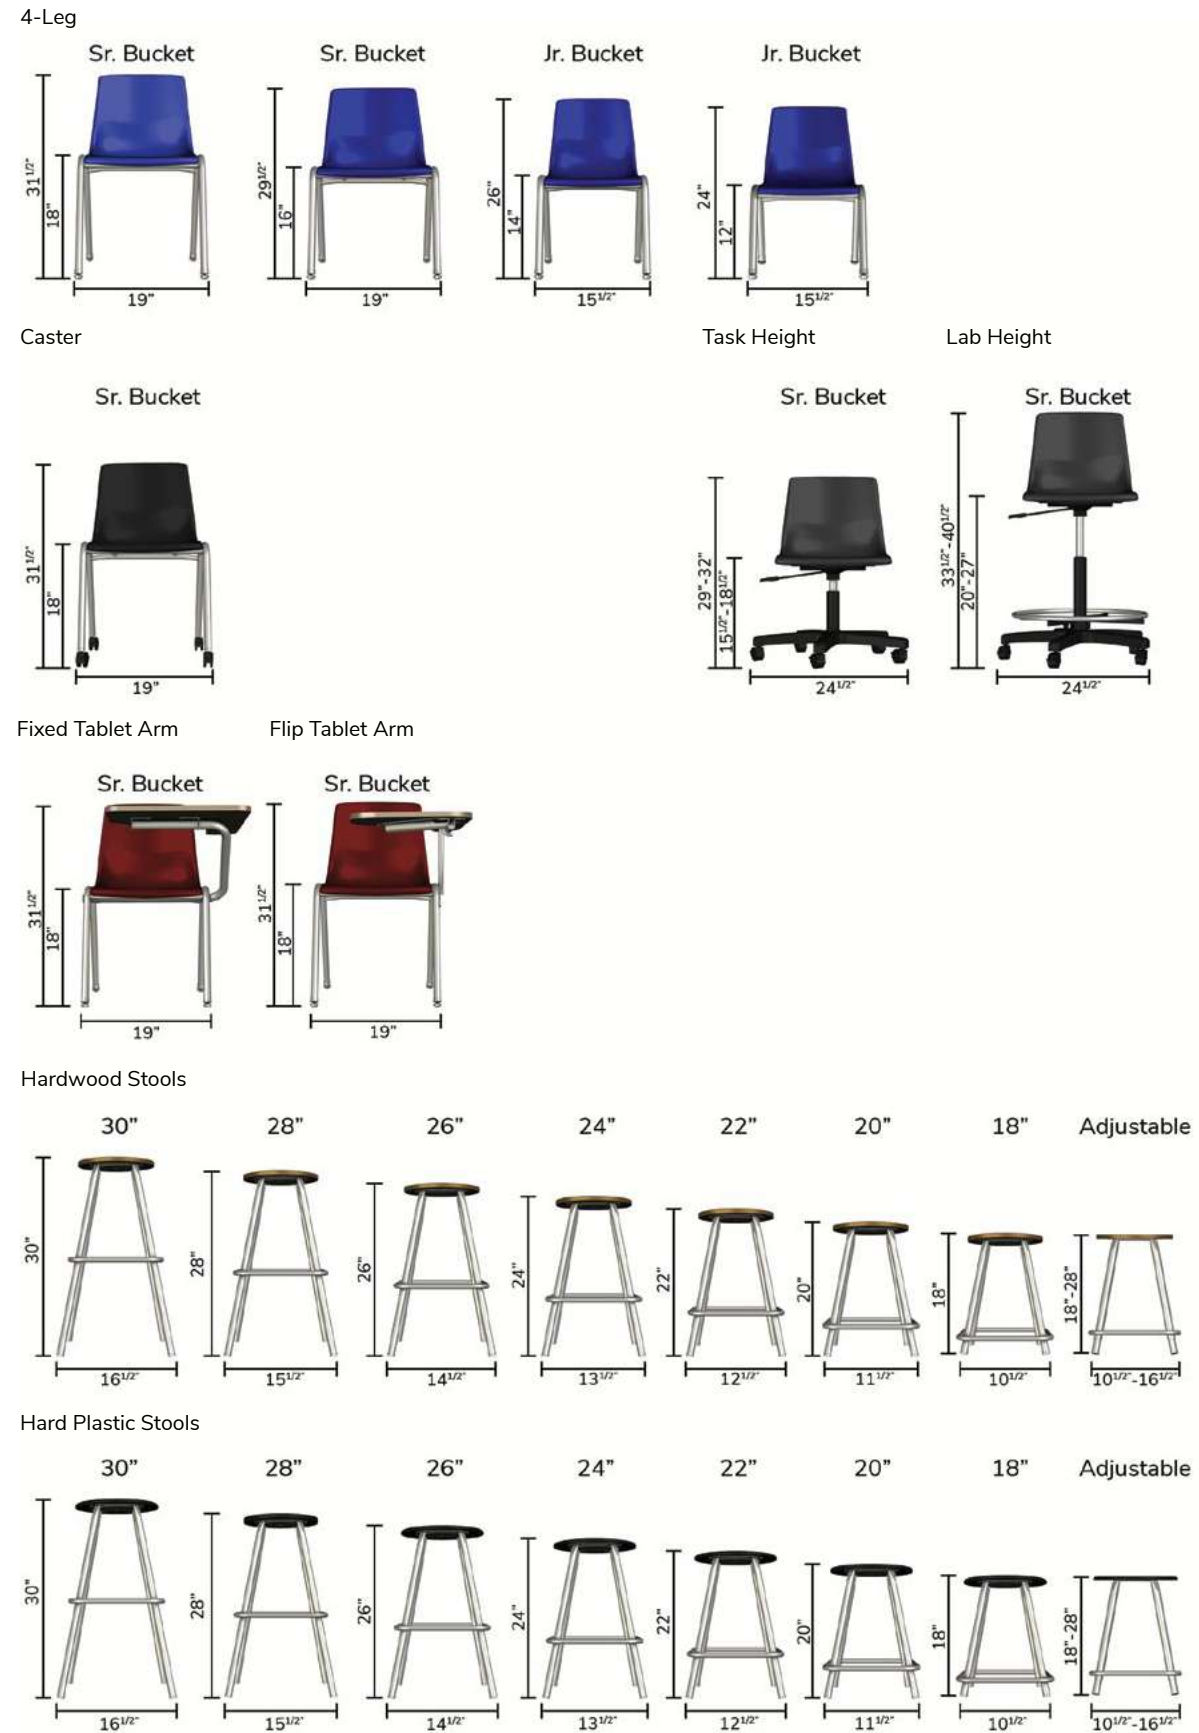 4-Leg
Sr. Bucket Sr. Bucket Jr. Bucket Jr. Bucket
31 1/2" 18" 29 1/2" 16" 26" 14" 24" 12"
19" 19" 15 1/2" 15 1/2"
Caster Task Height Lab Height
Sr. Bucket Sr. Bucket Sr. Bucket
31 1/2" 18" 29"-32" 15 1/2"-18 1/2" 33 1/2"-40 1/2" 20"-27"
19" 24 1/2" 24 1/2"
Fixed Tablet Arm Flip Tablet Arm
Sr. Bucket Sr. Bucket
31 1/2" 18" 31 1/2" 18"
19" 19"
Hardwood Stools
30” 28” 26” 24” 22” 20” 18” Adjustable
30" 28" 26" 24" 22" 20" 18" 18"-28"
16 1/2" 15 1/2" 14 1/2" 13 1/2" 12 1/2" 11 1/2" 10 1/2" 10 1/2"-16 1/2"
Hard Plastic Stools
30” 28” 26” 24” 22” 20” 18” Adjustable
30" 28" 26" 24" 22" 20" 18" 18"-28"
16 1/2" 15 1/2" 14 1/2" 13 1/2" 12 1/2" 11 1/2" 10 1/2" 10 1/2"-16 1/2"